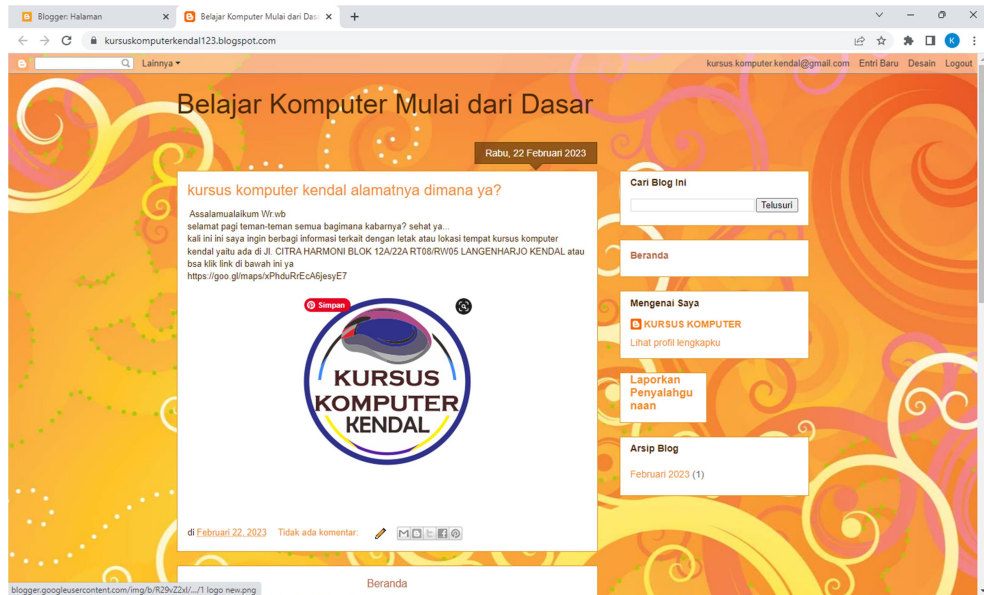 Blogger: Halaman
Belajar Komputer Mulai dari Dasa
kursuskomputerkendal123.blogspot.com
K
Lainnya
kursus.komputer.kendal@gmail.com Entri Baru Desain Logout
Belajar Komputer Mulai dari Dasar
Rabu, 22 Februari 2023
kursus komputer kendal alamatnya dimana ya?
Assalamualaikum Wr.wb
selamat pagi teman-teman semua bagimana kabarnya? sehat ya...
kali ini ini saya ingin berbagi informasi terkait dengan letak atau lokasi tempat kursus komputer
kendal yaitu ada di Jl. CITRA HARMONI BLOK 12A/22A RT08/RW05 LANGENHARJO KENDAL atau
bsa klik link di bawah ini ya
https://goo.gl/maps/xPhduRrEcA6jesyE7
Simpan
KURSUS
KOMPUTER
KENDAL
di Februari 22, 2023 Tidak ada komentar:
Beranda
Cari Blog Ini
Telusuri
Beranda
Mengenai Saya
KURSUS KOMPUTER
Lihat profil lengkapku
Laporkan
Penyalahgu
naan
Arsip Blog
Februari 2023 (1)
blogger.googleusercontent.com/img/b/R29vZ2xl/.../1 logo new.png